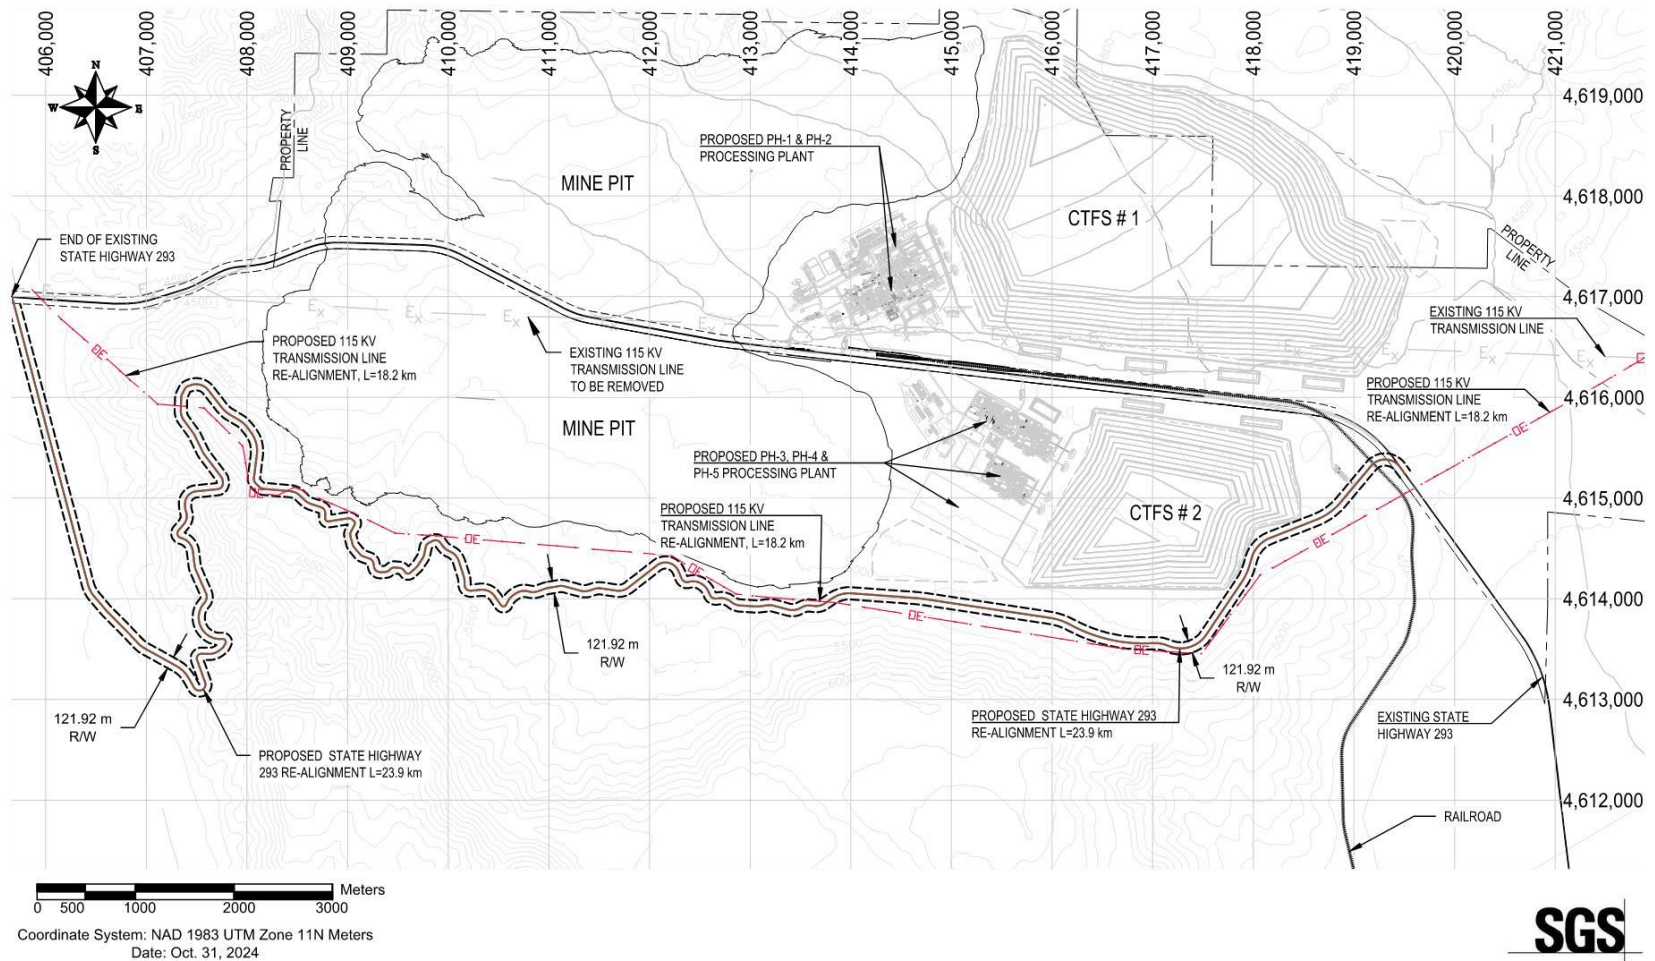 406,000
407,000
408,000
409,000
410,000
411,000
412,000
413,000
414,000
415,000
416,000
417,000
418,000
419,000
420,000
421,000
4,619,000
4,618,000
4,617,000
4,616,000
4,615,000
4,614,000
4,613,000
4,612,000
N
W
E
S
PROPERTY
LINE
PROPOSED PH-1 & PH-2
PROCESSING PLANT
MINE PIT
CTFS # 1
END OF EXISTING
STATE HIGHWAY 293
PROPERTY
LINE
PROPOSED 115 KV
TRANSMISSION LINE
RE-ALIGNMENT, L=18.2 km
EXISTING 115 KV
TRANSMISSION LINE
TO BE REMOVED
EXISTING 115 KV
TRANSMISSION LINE
PROPOSED 115 KV
TRANSMISSION LINE
RE-ALIGNMENT L=18.2 km
MINE PIT
PROPOSED PH-3, PH-4 &
PH-5 PROCESSING PLANT
PROPOSED 115 KV
TRANSMISSION LINE
RE-ALIGNMENT, L=18.2 km
CTFS # 2
121.92 m
R/W
121.92 m
R/W
121.92 m
R/W
PROPOSED STATE HIGHWAY
293 RE-ALIGNMENT L=23.9 km
PROPOSED STATE HIGHWAY 293
RE-ALIGNMENT L=23.9 km
EXISTING STATE
HIGHWAY 293
RAILROAD
Meters
0 500 1000 2000 3000
Coordinate System: NAD 1983 UTM Zone 11N Meters
Date: Oct. 31, 2024
SGS